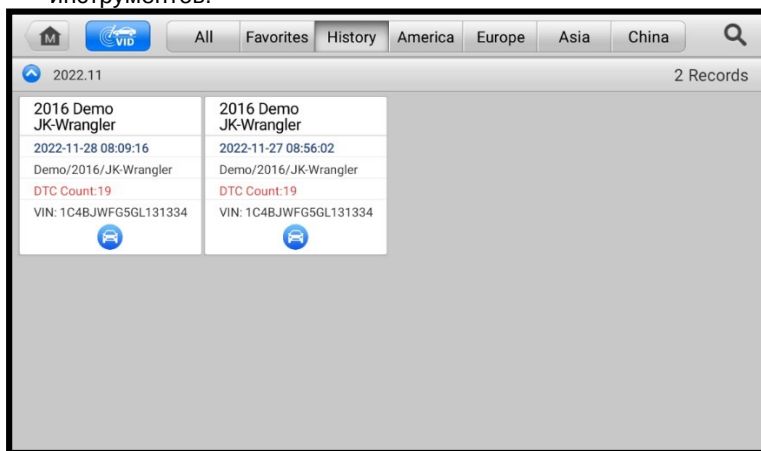 инструментов.
M VID All Favorites History America Europe Asia China
2022.11 2 Records
2016 Demo
JK-Wrangler
2022-11-28 08:09:16
Demo/2016/JK-Wrangler
DTC Count:19
VIN: 1C4BJWFG5GL131334
2016 Demo
JK-Wrangler
2022-11-27 08:56:02
Demo/2016/JK-Wrangler
DTC Count:19
VIN: 1C4BJWFG5GL131334